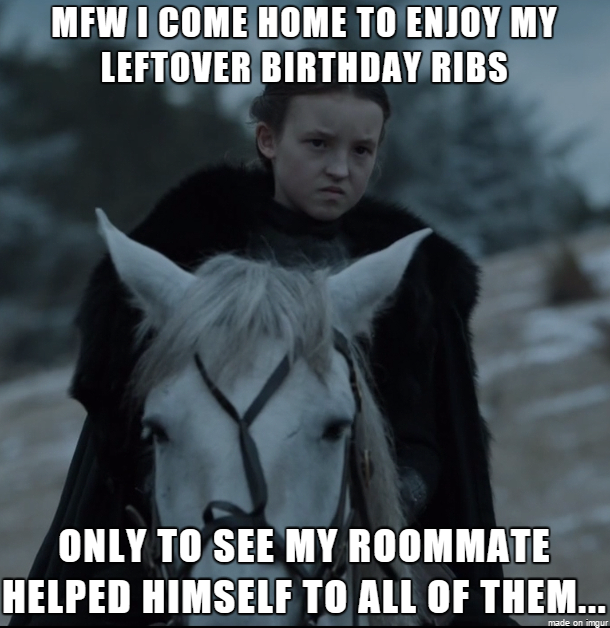 MFW I COME HOME TO ENJOY MY
LEFTOVER BIRTHDAY RIBS
ONLY TO SEE MY ROOMMATE
HELPED HIMSELF TO ALL OF THEM...
made on imgur